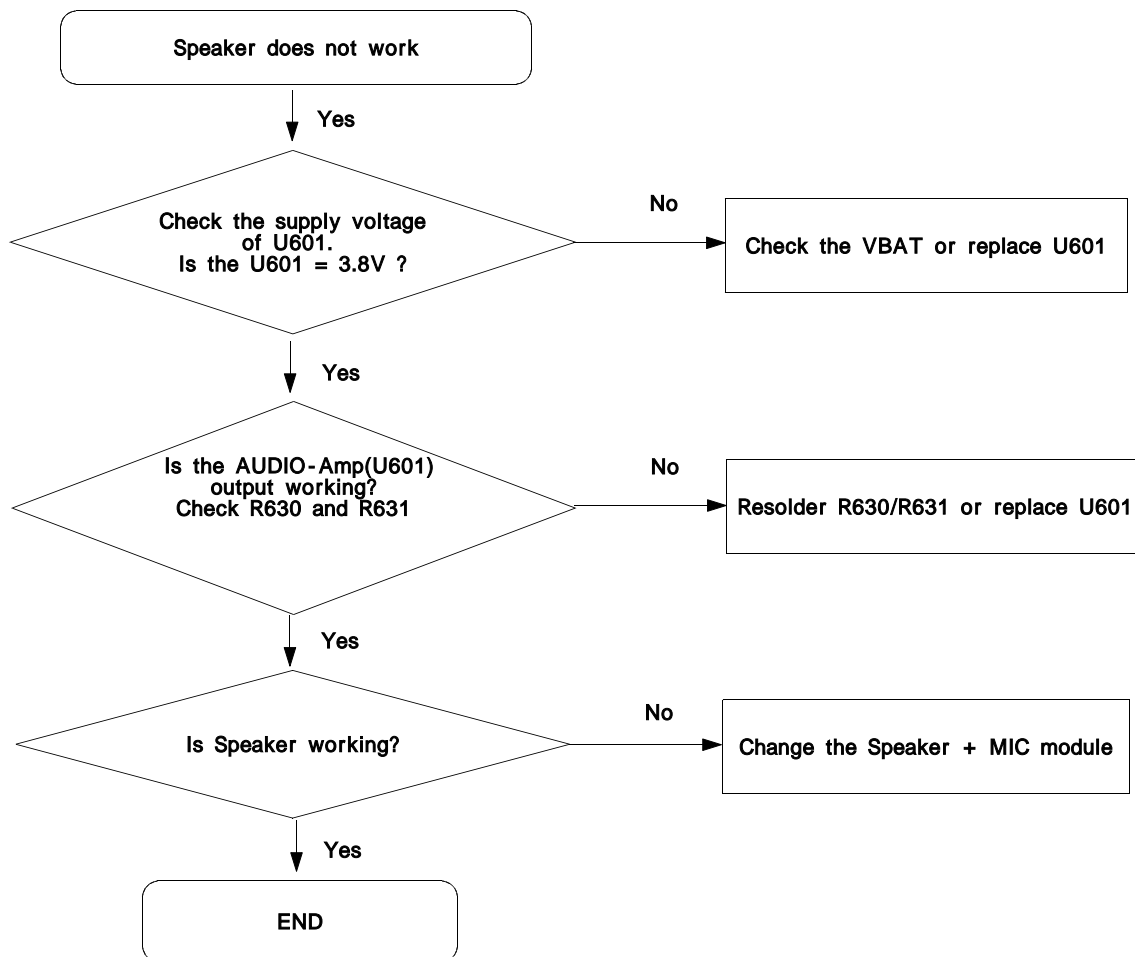 Speaker does not work
Yes
Check the supply voltage
of U601.
Is the U601 = 3.8V ?
No
Check the VBAT or replace U601
Yes
Is the AUDIO-Amp(U601)
output working?
Check R630 and R631
No
Resolder R630/R631 or replace U601
Yes
Is Speaker working?
No
Change the Speaker + MIC module
Yes
END